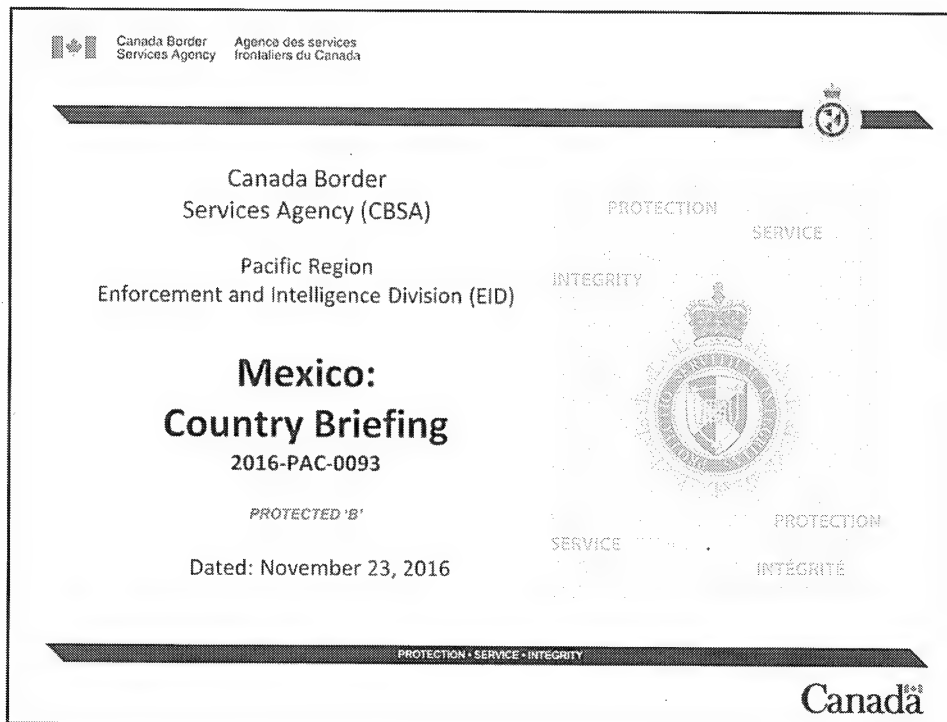 Canada Border
Services Agency
Agence des services
frontaliers du Canada
Canada Border
Services Agency (CBSA)
Pacific Region
Enforcement and Intelligence Division (EID)
Mexico:
Country Briefing
2016-PAC-0093
PROTECTED 'B'
Dated: November 23, 2016
PROTECTION
SERVICE
INTEGRITY
PROTECTION
SERVICE
INTÉGRITÉ
PROTECTION • SERVICE • INTEGRITY
Canada